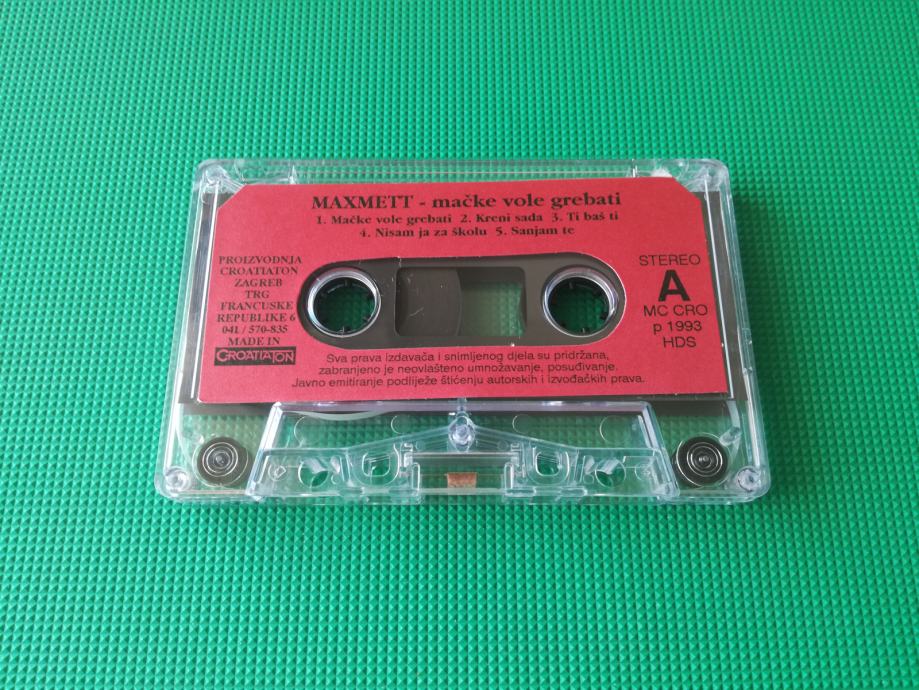 MAXMETT - mačke vole grebati
1. Mačke vole grebati 2. Kreni sada 3. Ti baš ti
4. Nisam ja za školu 5. Sanjam te
PROIZVODNJA
CROATIATON
ZAGREB
TRG
FRANCUSKE
REPUBLIKE 6
041 / 570-835
MADE IN
CROATIATON
STEREO
A
MC CRO
p 1993
HDS
Sva prava izdavača i snimljenog djela su pridržana,
zabranjeno je neovlašteno umnožavanje, posuđivanje.
Javno emitiranje podliježe štićenju autorskih i izvođačkih prava.